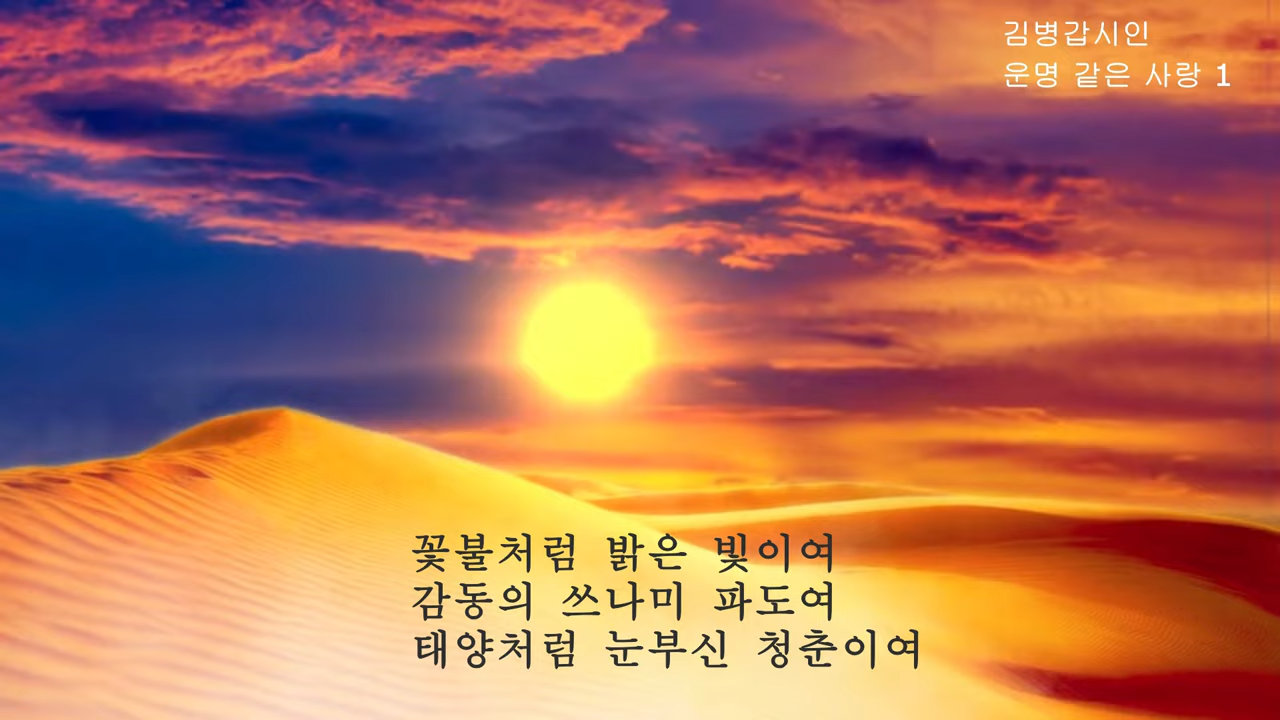 김병갑시인
운명 같은 사랑 1
꽃불처럼 밝은 빛이여
감동의 쓰나미 파도여
태양처럼 눈부신 청춘이여